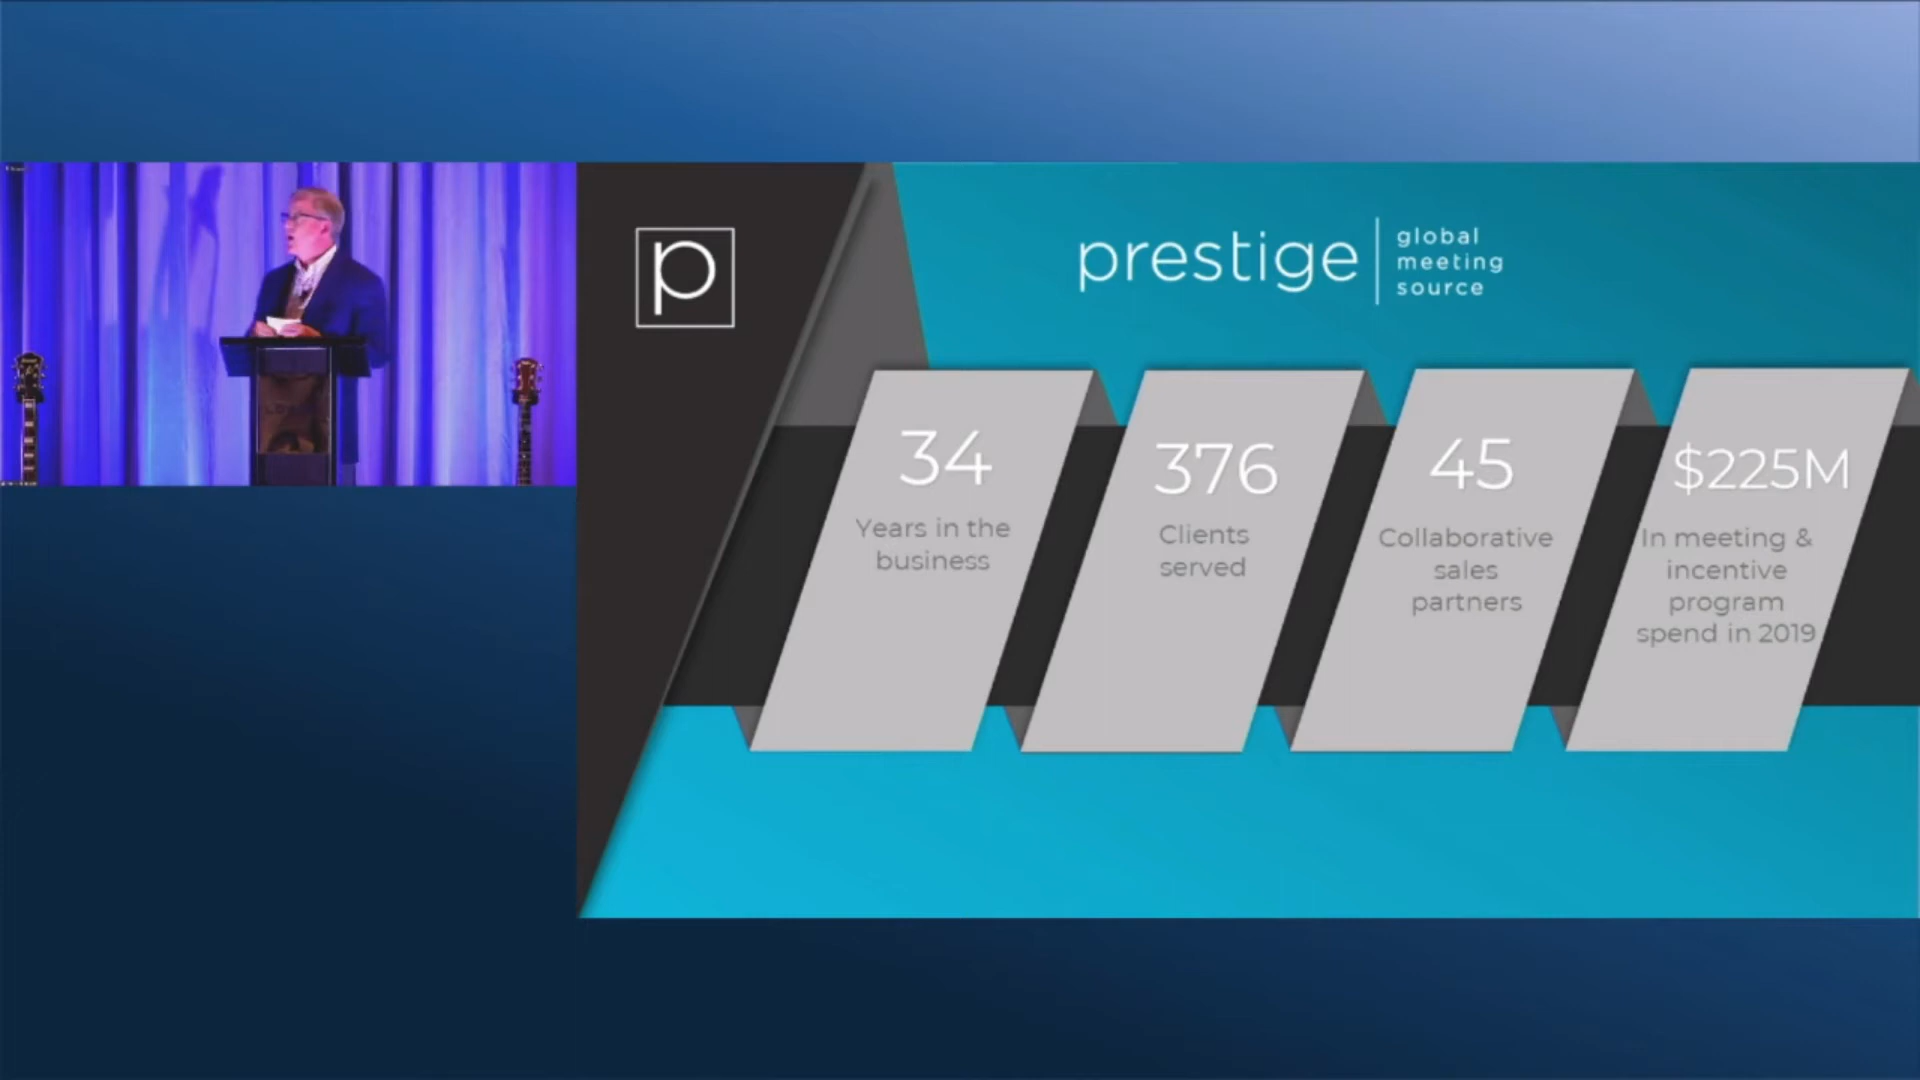 p
prestige
global
meeting
source
34
Years in the
business
376
Clients
served
45
Collaborative
sales
partners
$225M
In meeting &
incentive
program
spend in 2019